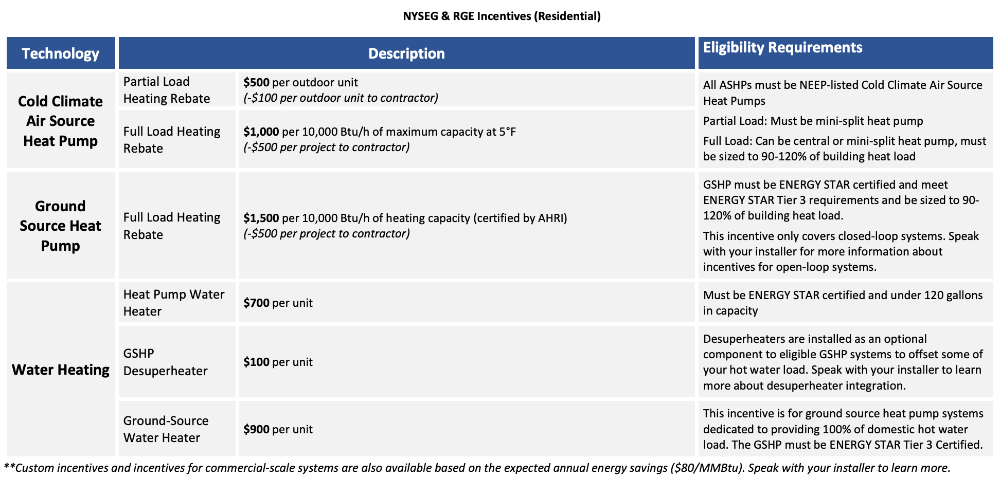 NYSEG & RGE Incentives (Residential)
Technology
Description
Eligibility Requirements
Cold Climate
Air Source
Heat Pump
Partial Load
Heating Rebate
$500 per outdoor unit
(-$100 per outdoor unit to contractor)
Full Load Heating
Rebate
$1,000 per 10,000 Btu/h of maximum capacity at 5°F
(-$500 per project to contractor)
All ASHPs must be NEEP-listed Cold Climate Air Source
Heat Pumps
Partial Load: Must be mini-split heat pump
Full Load: Can be central or mini-split heat pump, must
be sized to 90-120% of building heat load
Ground
Source Heat
Pump
Full Load Heating
Rebate
$1,500 per 10,000 Btu/h of heating capacity (certified by AHRI)
(-$500 per project to contractor)
GSHP must be ENERGY STAR certified and meet
ENERGY STAR Tier 3 requirements and be sized to 90-
120% of building heat load.
This incentive only covers closed-loop systems. Speak
with your installer for more information about
incentives for open-loop systems.
Water Heating
Heat Pump Water
Heater
$700 per unit
Must be ENERGY STAR certified and under 120 gallons
in capacity
GSHP
Desuperheater
$100 per unit
Desuperheaters are installed as an optional
component to eligible GSHP systems to offset some of
your hot water load. Speak with your installer to learn
more about desuperheater integration.
Ground-Source
Water Heater
$900 per unit
This incentive is for ground source heat pump systems
dedicated to providing 100% of domestic hot water
load. The GSHP must be ENERGY STAR Tier 3 Certified.
**Custom incentives and incentives for commercial-scale systems are also available based on the expected annual energy savings ($80/MMBtu). Speak with your installer to learn more.